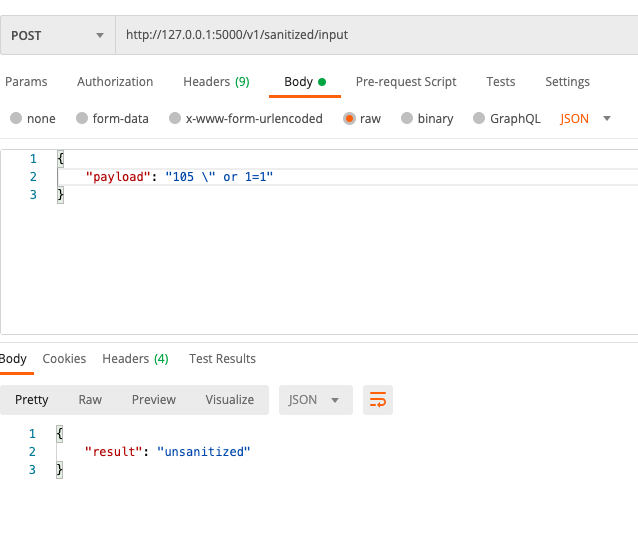 POST http://127.0.0.1:5000/v1/sanitized/input
Params Authorization Headers (9) Body Pre-request Script Tests Settings
none form-data x-www-form-urlencoded raw binary GraphQL JSON
1 {
2 "payload": "105 \" or 1=1"
3 }
Body Cookies Headers (4) Test Results
Pretty Raw Preview Visualize JSON
1 {
2 "result": "unsanitized"
3 }